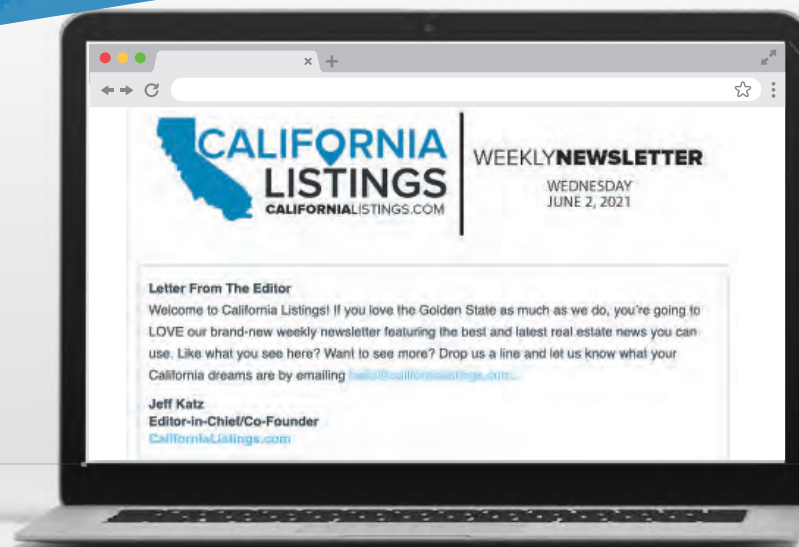 CALIFORNIA
LISTINGS
CALIFORNIALISTINGS.COM
WEEKLYNEWSLETTER
WEDNESDAY
JUNE 2, 2021
Letter From The Editor
Welcome to California Listings! If you love the Golden State as much as we do, you're going to
LOVE our brand-new weekly newsletter featuring the best and latest real estate news you can
use. Like what you see here? Want to see more? Drop us a line and let us know what your
California dreams are by emailing hello@californialistings.com.
Jeff Katz
Editor-in-Chief/Co-Founder
CaliforniaListings.com